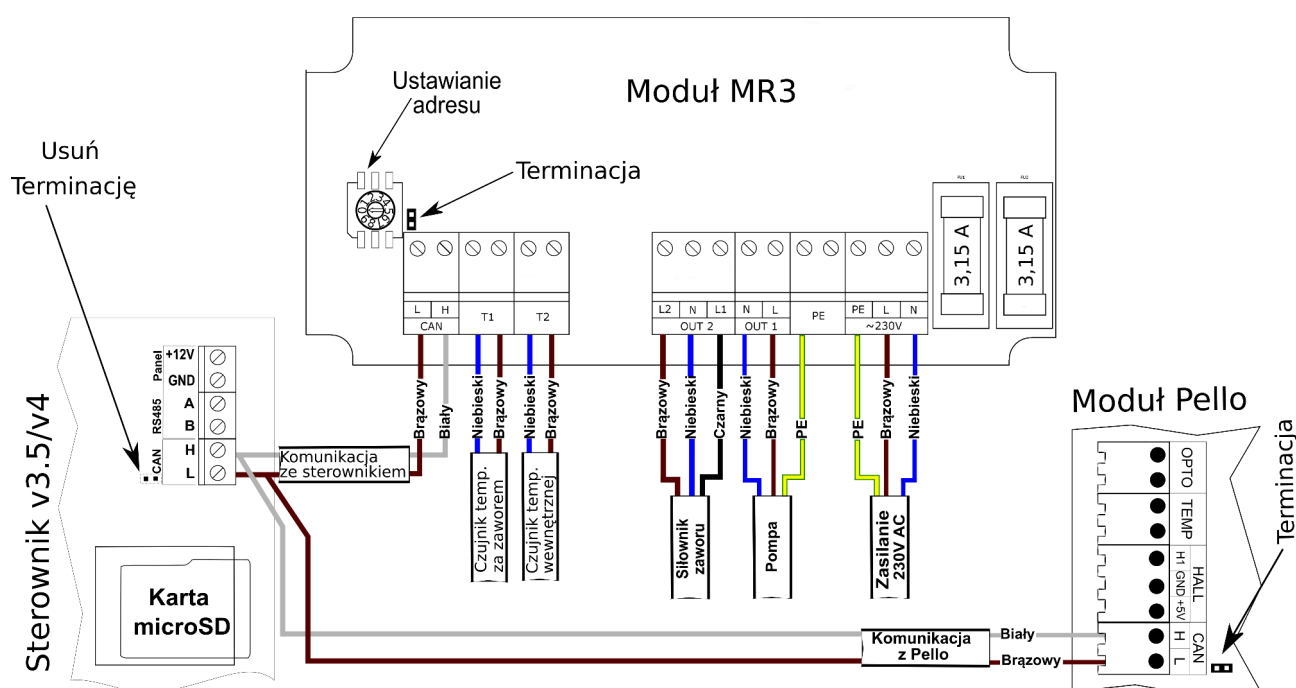 Moduł MR3
Ustawianie
adresu
Terminacja
Usuń
Terminację
FU1
FU2
3,15 A
3,15 A
L H
CAN
T1
T2
L2 N L1
OUT 2
N L
OUT 1
PE
PE L N
~230V
Brązowy
Biały
Niebieski
Brązowy
Niebieski
Brązowy
Brązowy
Niebieski
Czarny
Niebieski
Brązowy
PE
PE
Brązowy
Niebieski
Sterownik v3.5/v4
Panel
+12V
GND
RS485
A
B
CAN
H
L
Komunikacja
ze sterownikiem
Czujnik temp.
za zaworem
Czujnik temp.
wewnętrznej
Siłownik
zaworu
Pompa
Zasilanie
230V AC
Karta
microSD
Moduł Pello
OPTO
TEMP
H1 GND +5V
HALL
H L
CAN
Terminacja
Komunikacja
z Pello
Biały
Brązowy